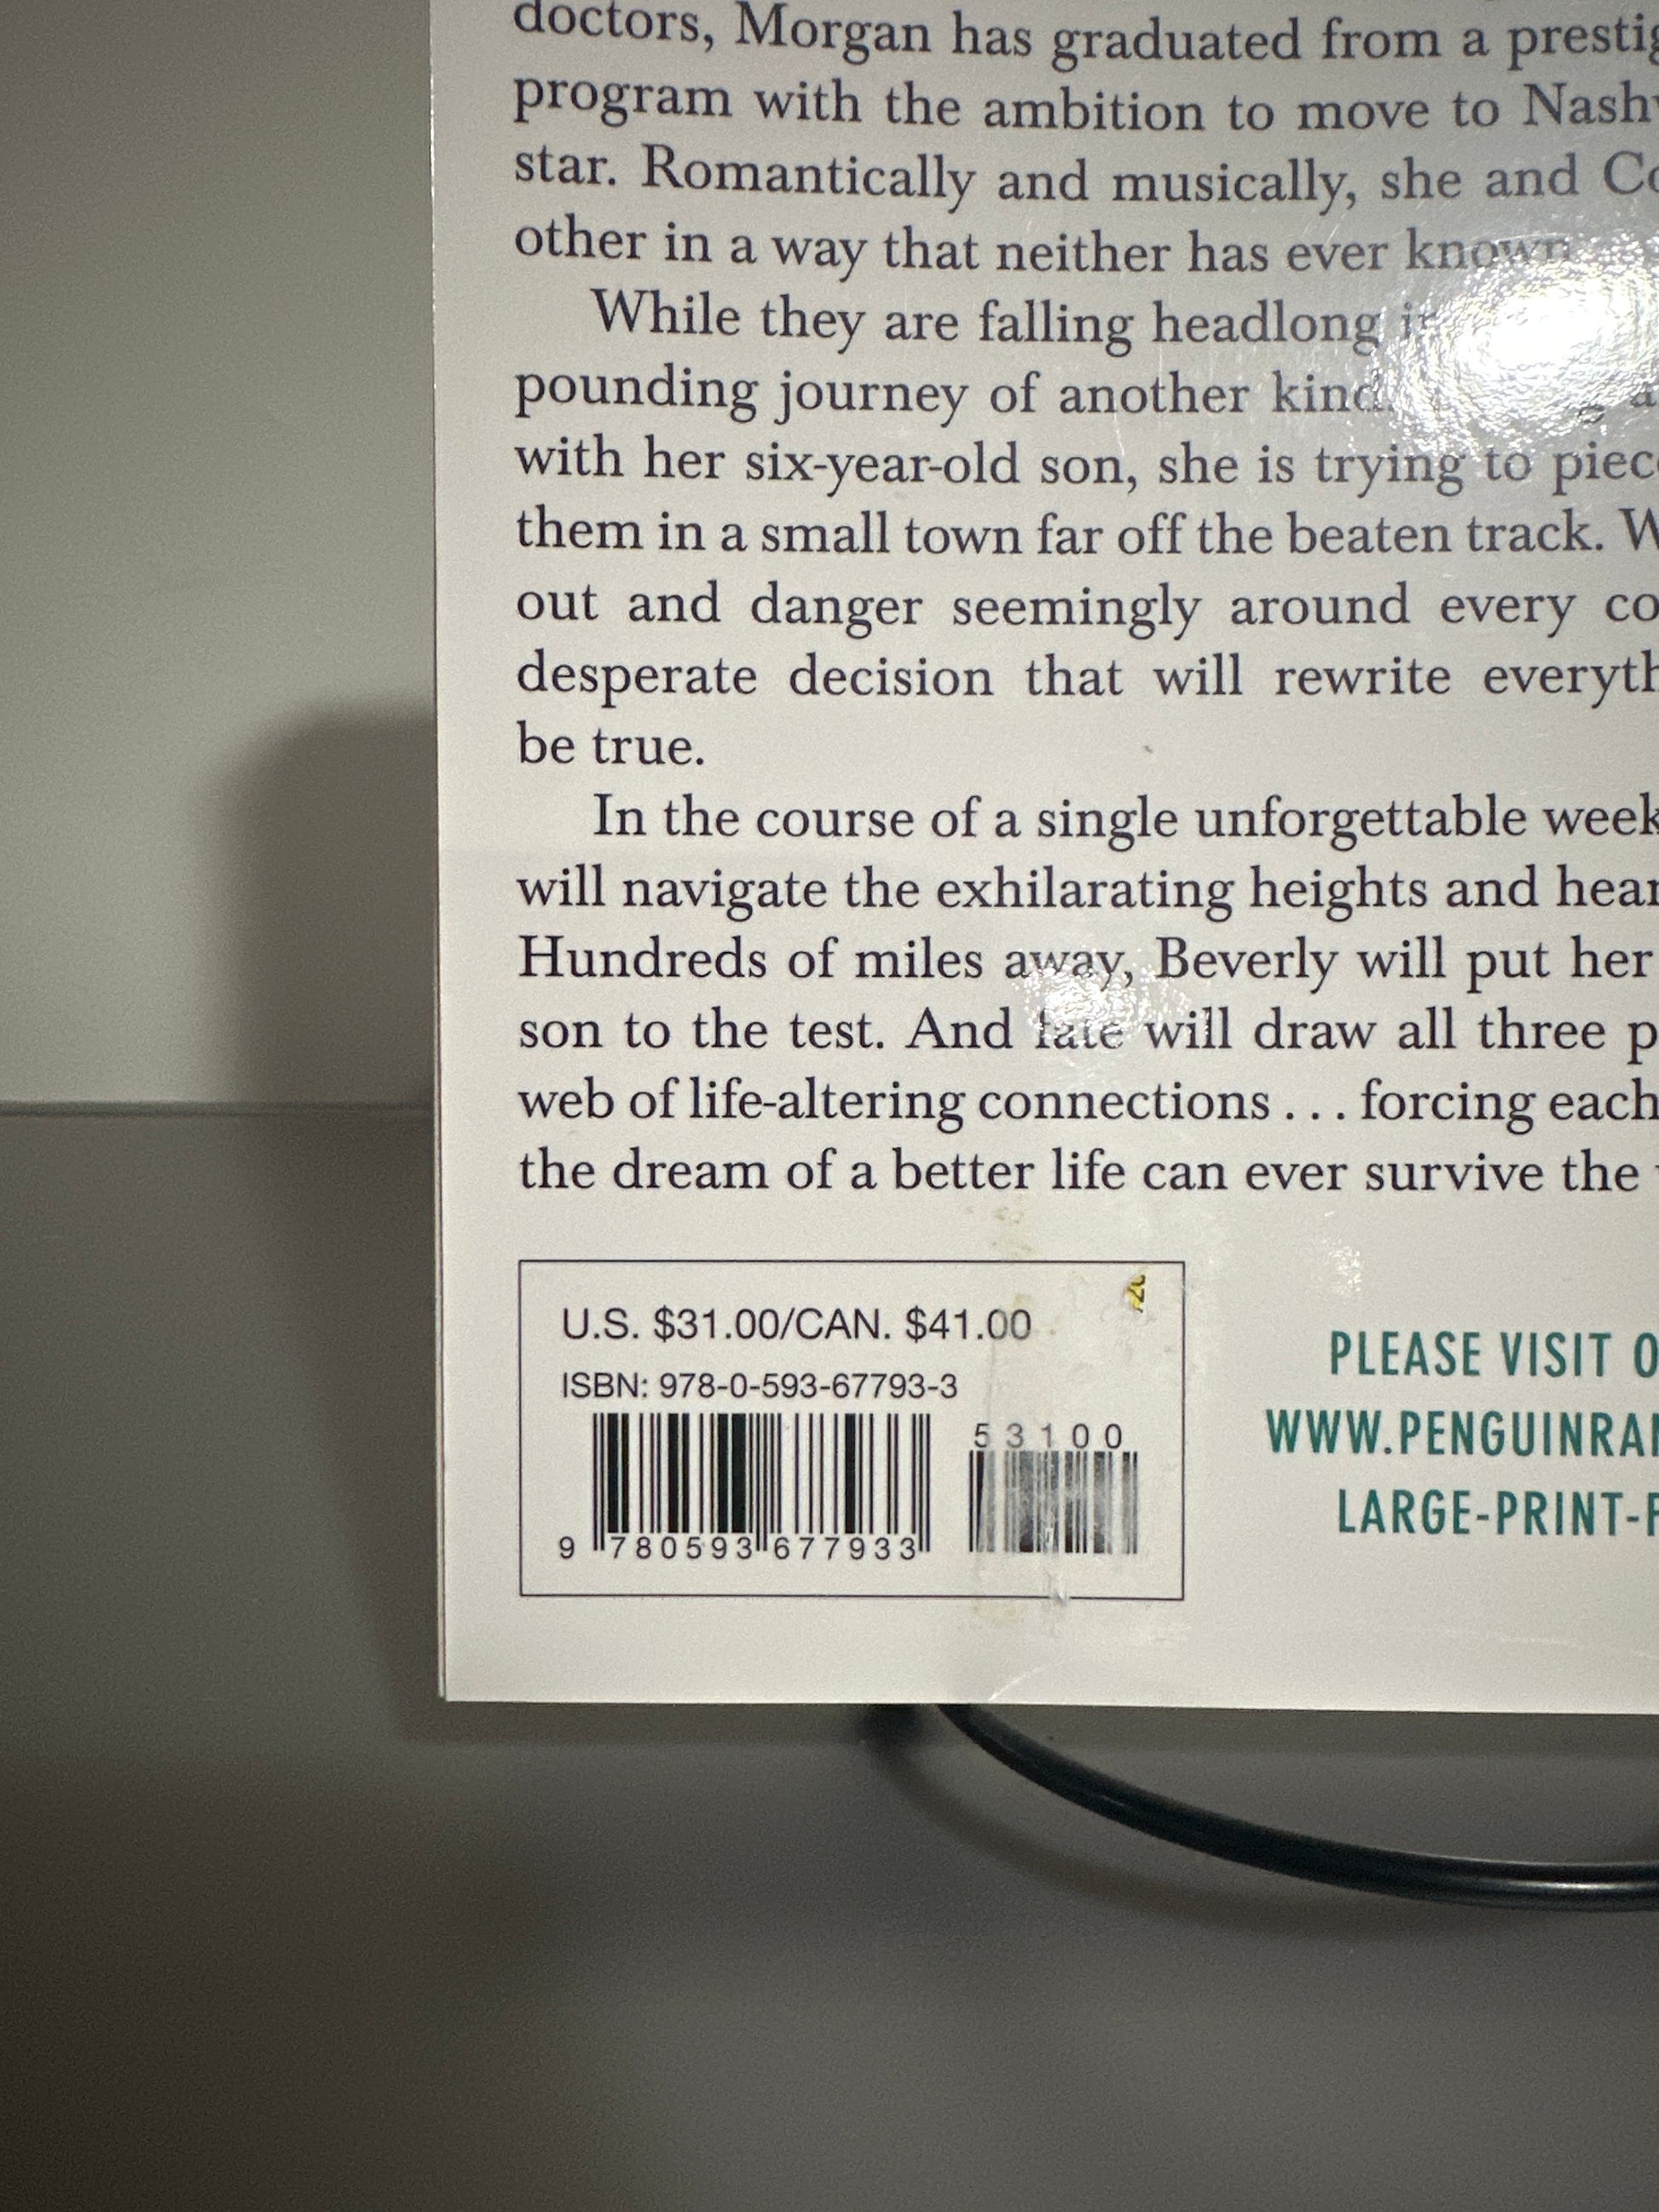 doctors, Morgan has graduated from a prestig
program with the ambition to move to Nashv
star. Romantically and musically, she and Co
other in a way that neither has ever known.
While they are falling headlong
pounding journey of another kind.
with her six-year-old son, she is trying to piece
them in a small town far off the beaten track. W
out and danger seemingly around every co
desperate decision that will rewrite everyth
be true.
In the course of a single unforgettable week
will navigate the exhilarating heights and hear
Hundreds of miles away, Beverly will put her
son to the test. And fate will draw all three p
web of life-altering connections . . . forcing each
the dream of a better life can ever survive the
U.S. $31.00/CAN. $41.00
ISBN: 978-0-593-67793-3
53100
9 780593 677933
PLEASE VISIT O
WWW.PENGUINRAN
LARGE-PRINT-F